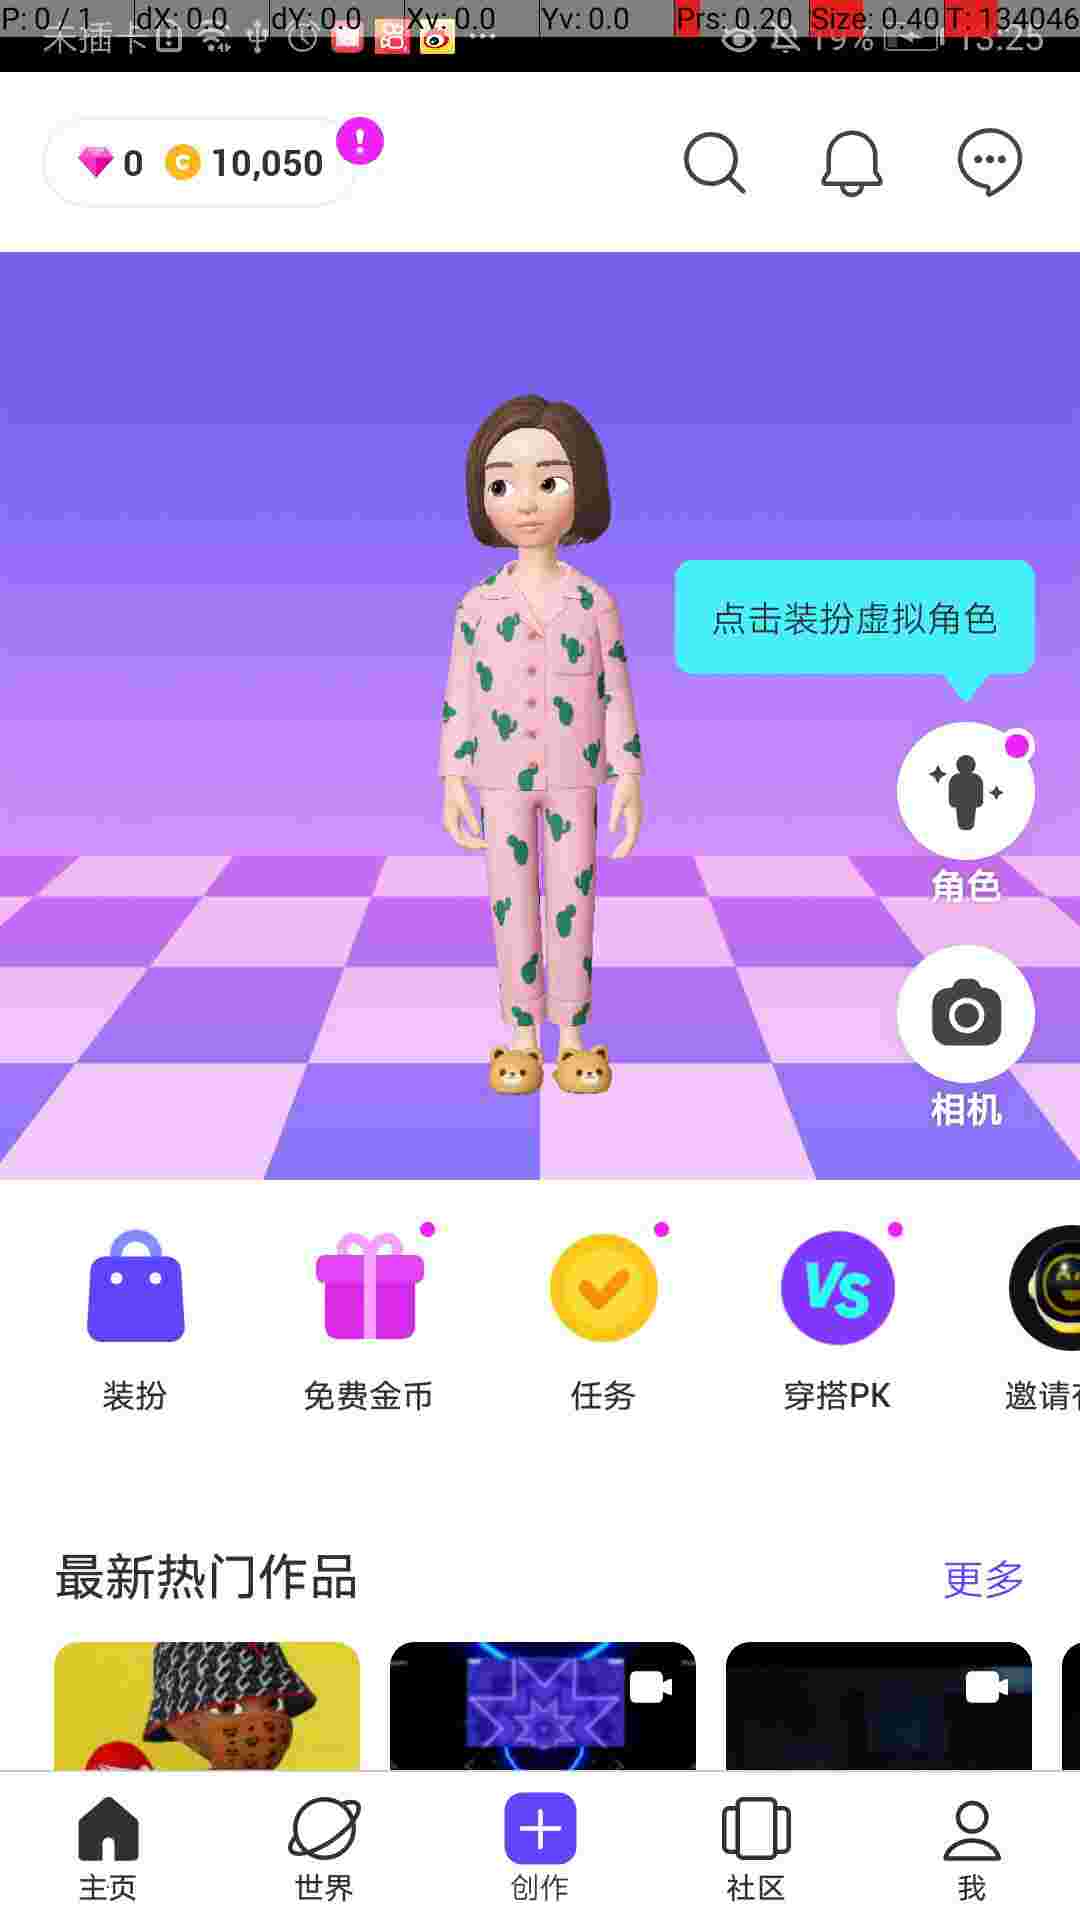 P: 0 / 1 dX: 0.0 dY: 0.0 Xv: 0.0 Yv: 0.0 Prs: 0.20 Size: 0.40 T: 134046
未插卡 19% 13:25
0 10,050
点击装扮虚拟角色
角色
相机
VS
装扮 免费金币 任务 穿搭PK 邀请
最新热门作品 更多
主页 世界 创作 社区 我